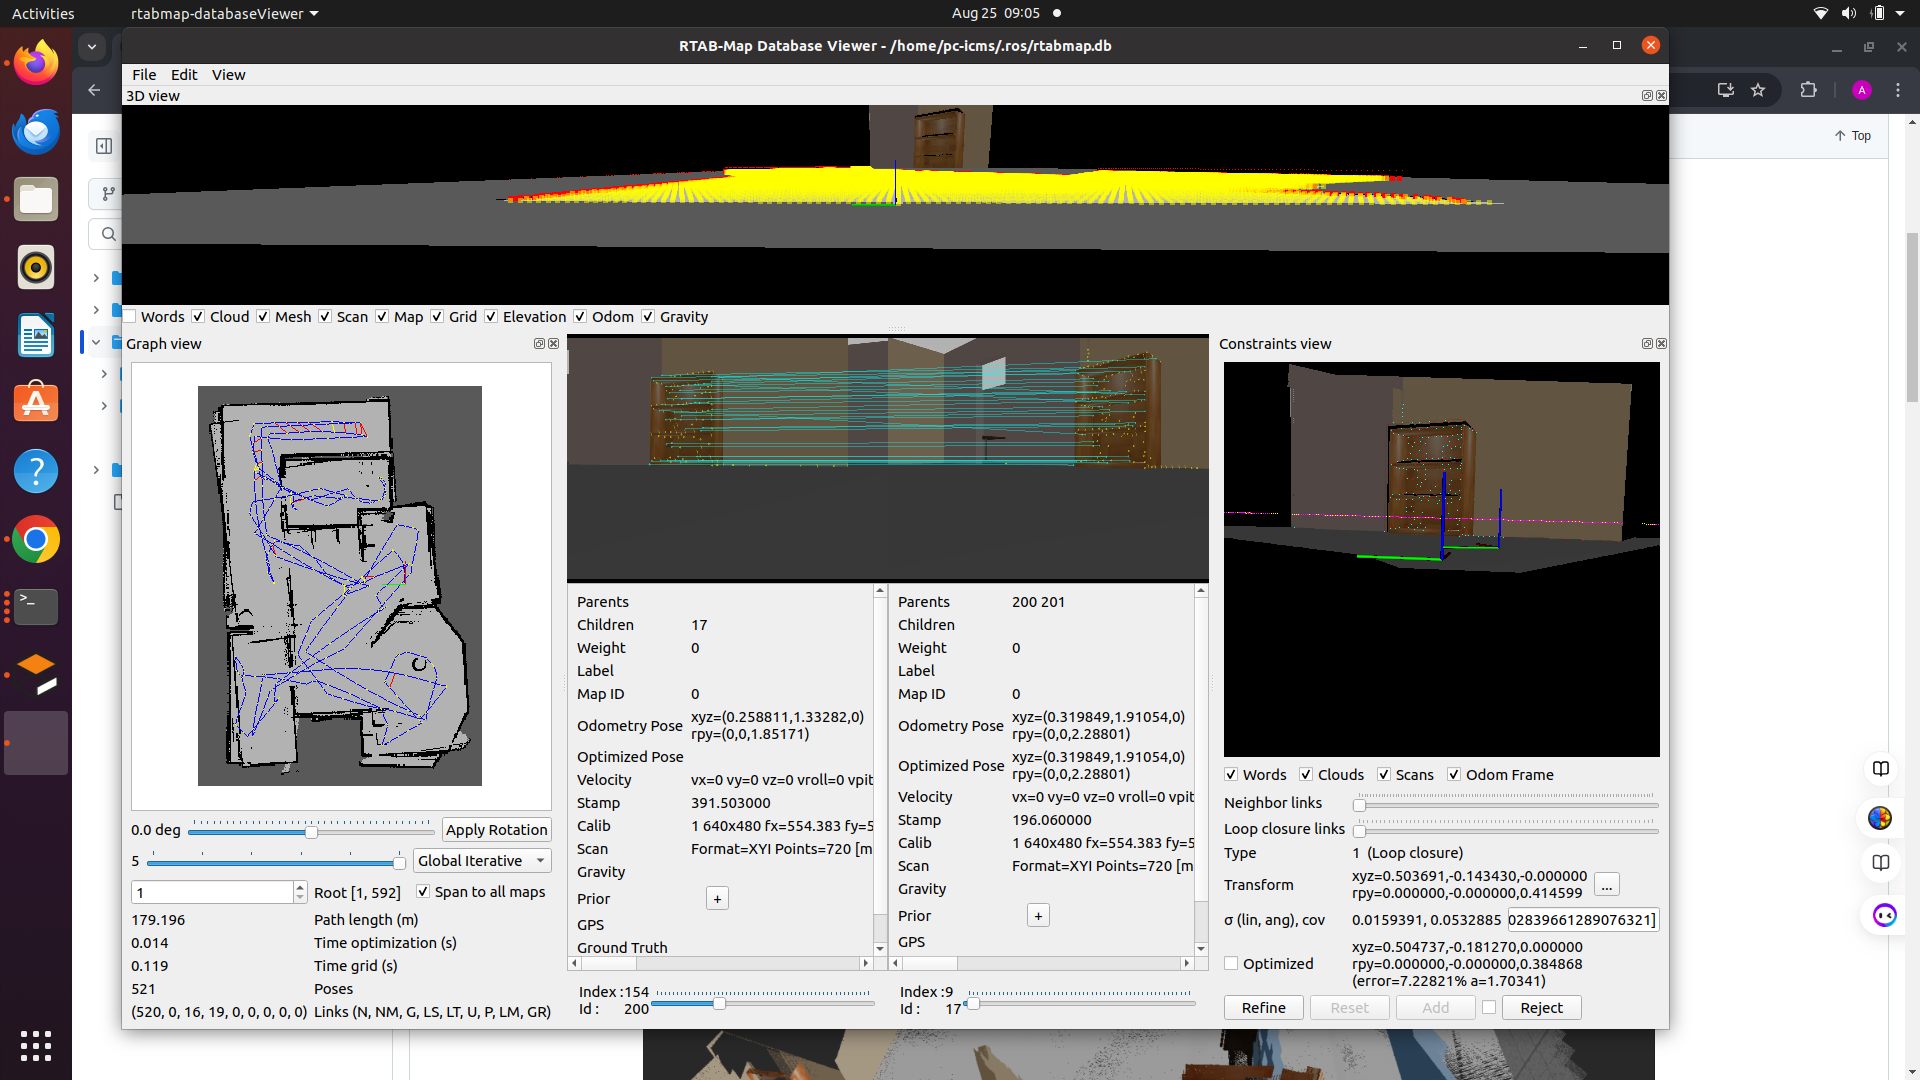 Activities
rtabmap-databaseViewer
Aug 25 09:05
RTAB-Map Database Viewer - /home/pc-icms/.ros/rtabmap.db
File Edit View
3D view
A
Top
Words Cloud Mesh Scan Map Grid Elevation Odom Gravity
Graph view
Constraints view
0.0 deg
Apply Rotation
5
Global Iterative
1
Root [1, 592]
Span to all maps
179.196 Path length (m)
0.014 Time optimization (s)
0.119 Time grid (s)
521 Poses
(520, 0, 16, 19, 0, 0, 0, 0, 0) Links (N, NM, G, LS, LT, U, P, LM, GR)
Parents
Children 17
Weight 0
Label
Map ID 0
Odometry Pose xyz=(0.258811,1.33282,0)
rpy=(0,0,1.85171)
Optimized Pose
Velocity vx=0 vy=0 vz=0 vroll=0 vpit
Stamp 391.503000
Calib 1 640x480 fx=554.383 fy=5
Scan Format=XYI Points=720 [m
Gravity
Prior +
GPS
Ground Truth
Index :154
Id : 200
Parents 200 201
Children
Weight 0
Label
Map ID 0
Odometry Pose xyz=(0.319849,1.91054,0)
rpy=(0,0,2.28801)
Optimized Pose xyz=(0.319849,1.91054,0)
rpy=(0,0,2.28801)
Velocity vx=0 vy=0 vz=0 vroll=0 vpit
Stamp 196.060000
Calib 1 640x480 fx=554.383 fy=5
Scan Format=XYI Points=720 [m
Gravity
Prior +
GPS
Index :9
Id : 17
Words Clouds Scans Odom Frame
Neighbor links
Loop closure links
Type 1 (Loop closure)
Transform xyz=0.503691,-0.143430,-0.000000
rpy=0.000000,-0.000000,0.414599
...
σ (lin, ang), cov 0.0159391, 0.0532885 02839661289076321]
Optimized xyz=0.504737,-0.181270,0.000000
rpy=0.000000,-0.000000,0.384868
(error=7.22821% a=1.70341)
Refine Reset Add Reject